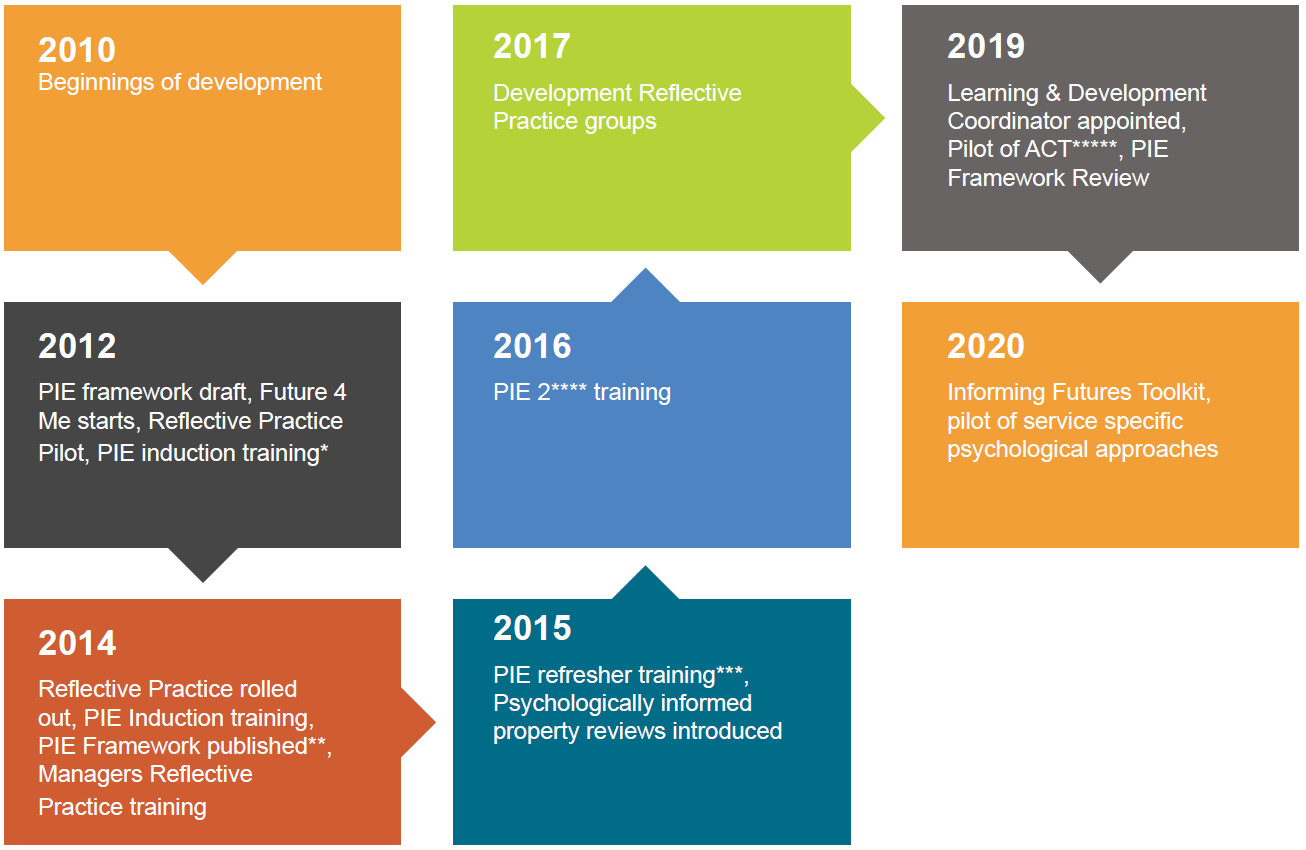 2010
Beginnings of development
2012
PIE framework draft, Future 4
Me starts, Reflective Practice
Pilot, PIE induction training*
2014
Reflective Practice rolled
out, PIE Induction training,
PIE Framework published**,
Managers Reflective
Practice training
2015
PIE refresher training***,
Psychologically informed
property reviews introduced
2016
PIE 2**** training
2017
Development Reflective
Practice groups
2019
Learning & Development
Coordinator appointed,
Pilot of ACT*****, PIE
Framework Review
2020
Informing Futures Toolkit,
pilot of service specific
psychological approaches